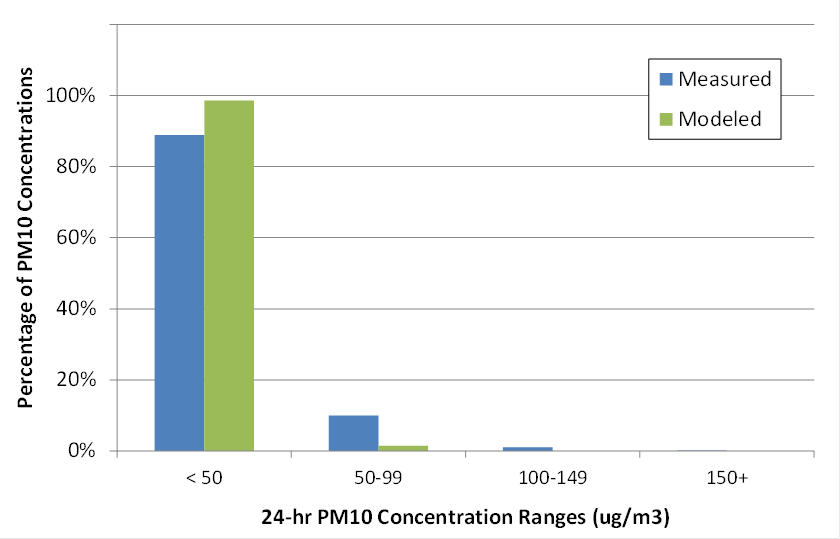 Percentage of PM10 Concentrations
100%
80%
60%
40%
20%
0%
Measured
Modeled
< 50
50-99
100-149
150+
24-hr PM10 Concentration Ranges (ug/m3)